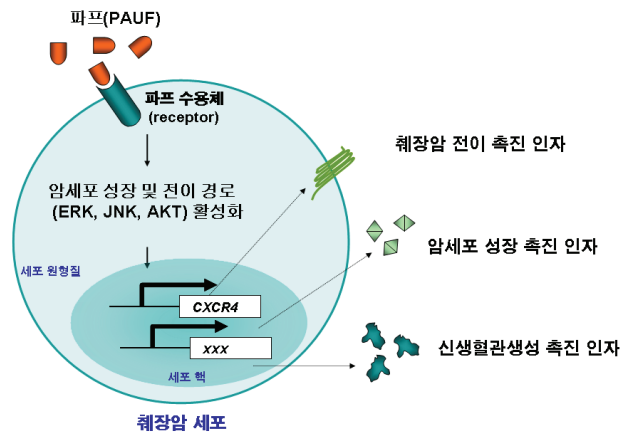 파프(PAUF)
파프 수용체
(receptor)
췌장암 전이 촉진 인자
암세포 성장 및 전이 경로
(ERK, JNK, AKT) 활성화
암세포 성장 촉진 인자
세포 원형질
CXCR4
xxx
신생혈관생성 촉진 인자
세포 핵
췌장암 세포